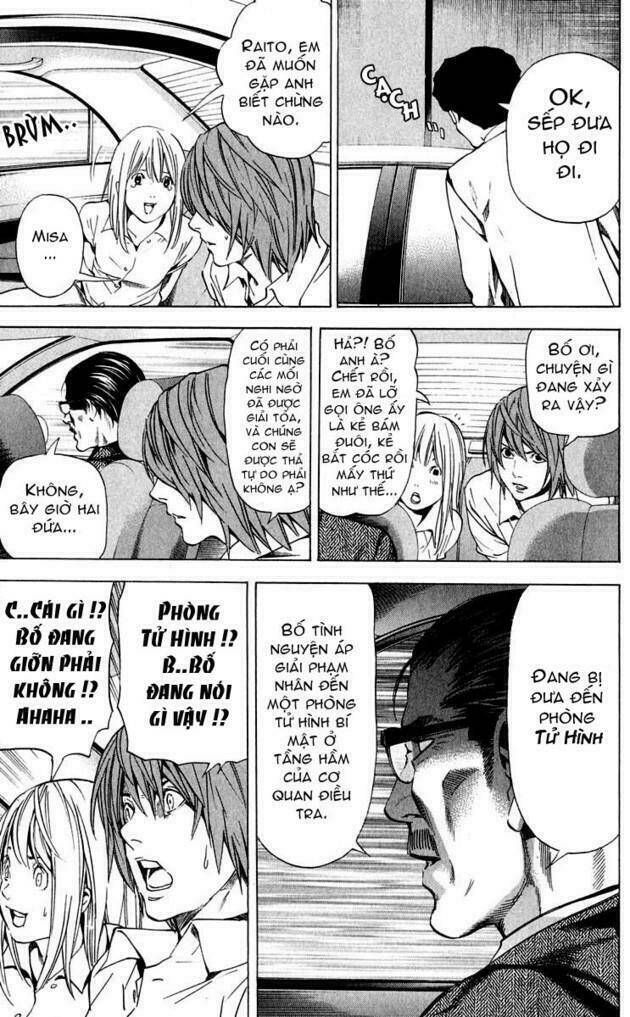 OK,
SẾP ĐƯA
HỌ ĐI
ĐI.
CẠCH
RAITO, EM
ĐÃ MUỐN
GẶP ANH
BIẾT CHỪNG
NÀO.
BRỪM..
MISA
...
BỐ ƠI,
CHUYỆN GÌ
ĐANG XẢY
RA VẬY?
HẢ?! BỐ
ANH À?
CHẾT RỒI,
EM ĐÃ LỠ
GỌI ÔNG ẤY
LÀ KẺ BÁM
ĐUÔI, KẺ
BẮT CÓC RỒI
MẤY THỨ
NHƯ THẾ...
CÓ PHẢI
CUỐI CÙNG
CÁC MỐI
NGHI NGỜ
ĐÃ ĐƯỢC
GIẢI TỎA,
VÀ CHÚNG
CON SẼ
ĐƯỢC THẢ
TỰ DO PHẢI
KHÔNG Ạ?
KHÔNG,
BÂY GIỜ HAI
ĐỨA...
ĐANG BỊ
ĐƯA ĐẾN
PHÒNG
TỬ HÌNH
BỐ TÌNH
NGUYỆN ÁP
GIẢI PHẠM
NHÂN ĐẾN
MỘT PHÒNG
TỬ HÌNH BÍ
MẬT Ở
TẦNG HẦM
CỦA CƠ
QUAN ĐIỀU
TRA.
PHÒNG
TỬ HÌNH !?
B..BỐ
ĐANG NÓI
GÌ VẬY !?
C..CÁI GÌ !?
BỐ ĐANG
GIỠN PHẢI
KHÔNG !?
AHAHA ..